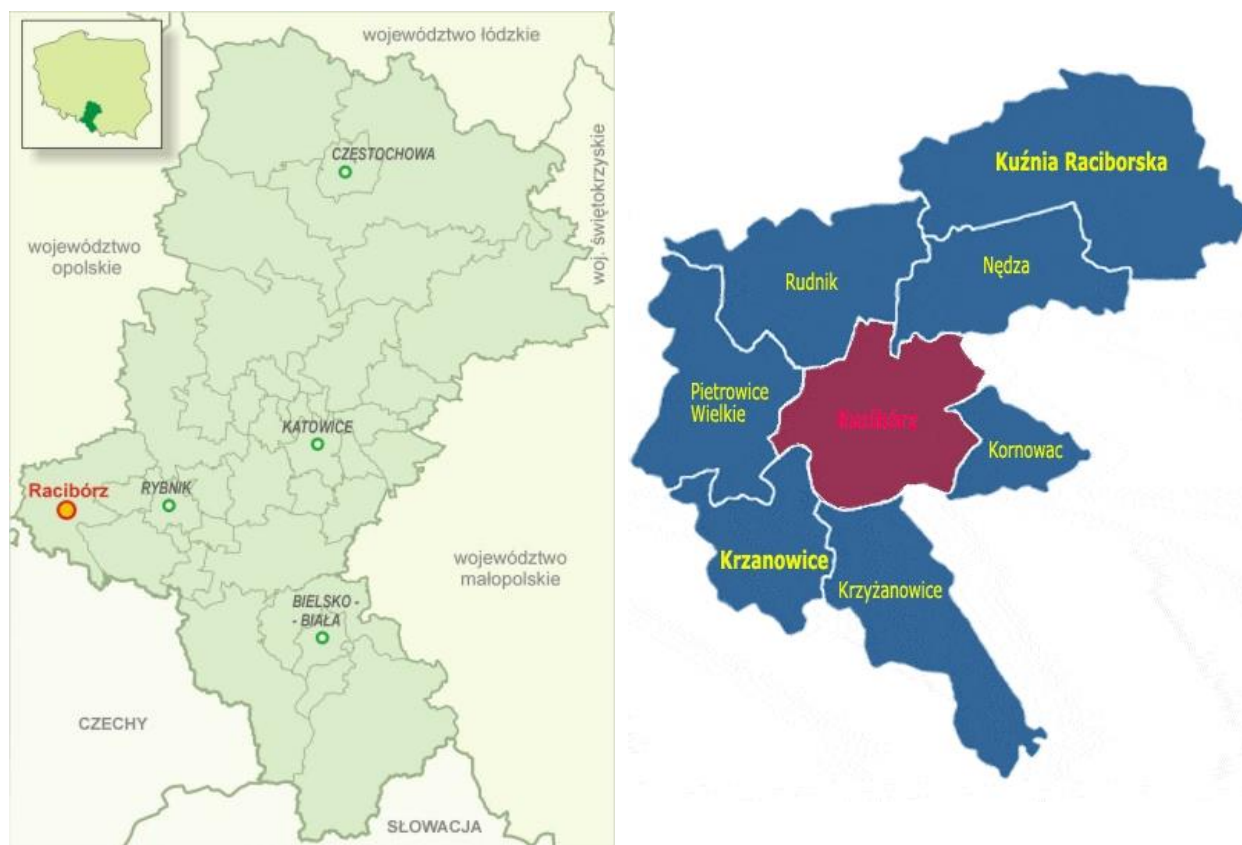 województwo łódzkie
CZĘSTOCHOWA
woj. świętokrzyskie
województwo
opolskie
KATOWICE
Racibórz
RYBNIK
województwo
małopolskie
BIELSKO -
- BIAŁA
CZECHY
SŁOWACJA
Kuźnia Raciborska
Nędza
Rudnik
Pietrowice
Wielkie
Racibórz
Kornowac
Krzanowice
Krzyżanowice